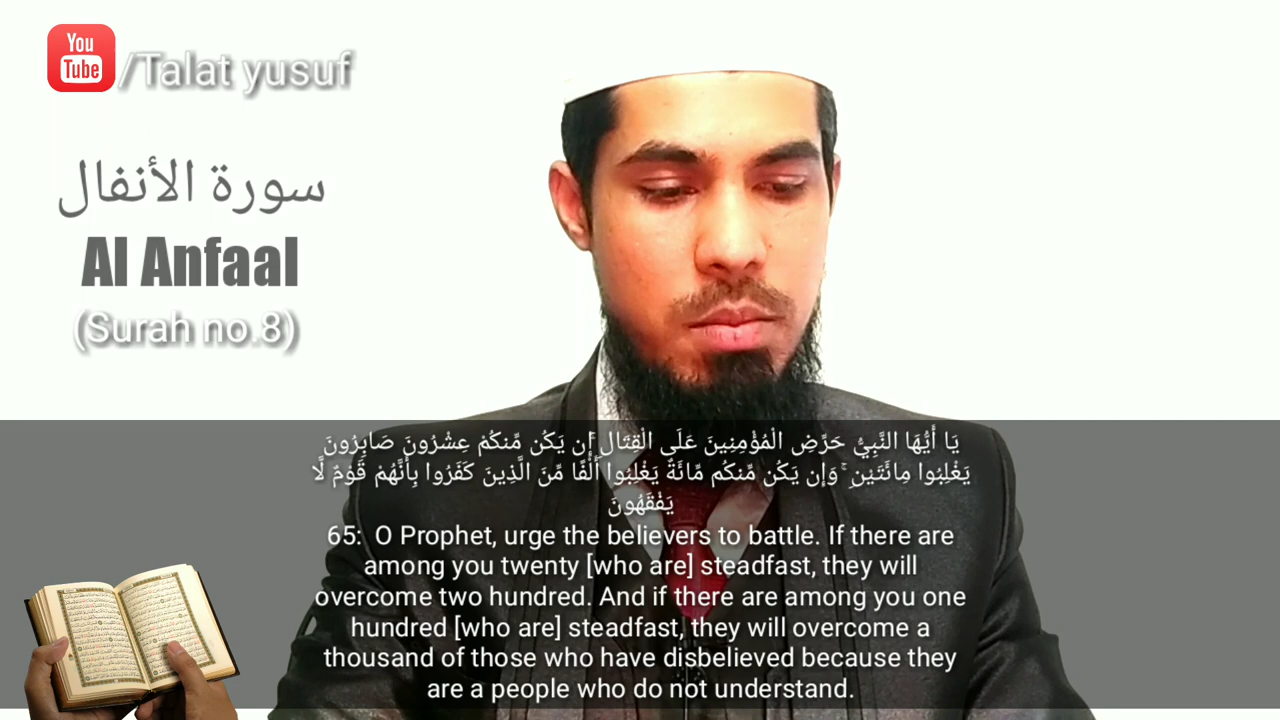 You
Tube
/Talat yusuf
سورة الأنفال
Al Anfaal
(Surah no.8)
يَا أَيُّهَا النَّبِيُّ حَرِّضِ الْمُؤْمِنِينَ عَلَى الْقِتَالِ ۚ إِن يَكُن مِّنكُمْ عِشْرُونَ صَابِرُونَ
يَغْلِبُوا مِائَتَيْنِ ۚ وَإِن يَكُن مِّنكُم مِّائَةٌ يَغْلِبُوا أَلْفًا مِّنَ الَّذِينَ كَفَرُوا بِأَنَّهُمْ قَوْمٌ لَّا
يَفْقَهُونَ
65: O Prophet, urge the believers to battle. If there are
among you twenty [who are] steadfast, they will
overcome two hundred. And if there are among you one
hundred [who are] steadfast, they will overcome a
thousand of those who have disbelieved because they
are a people who do not understand.